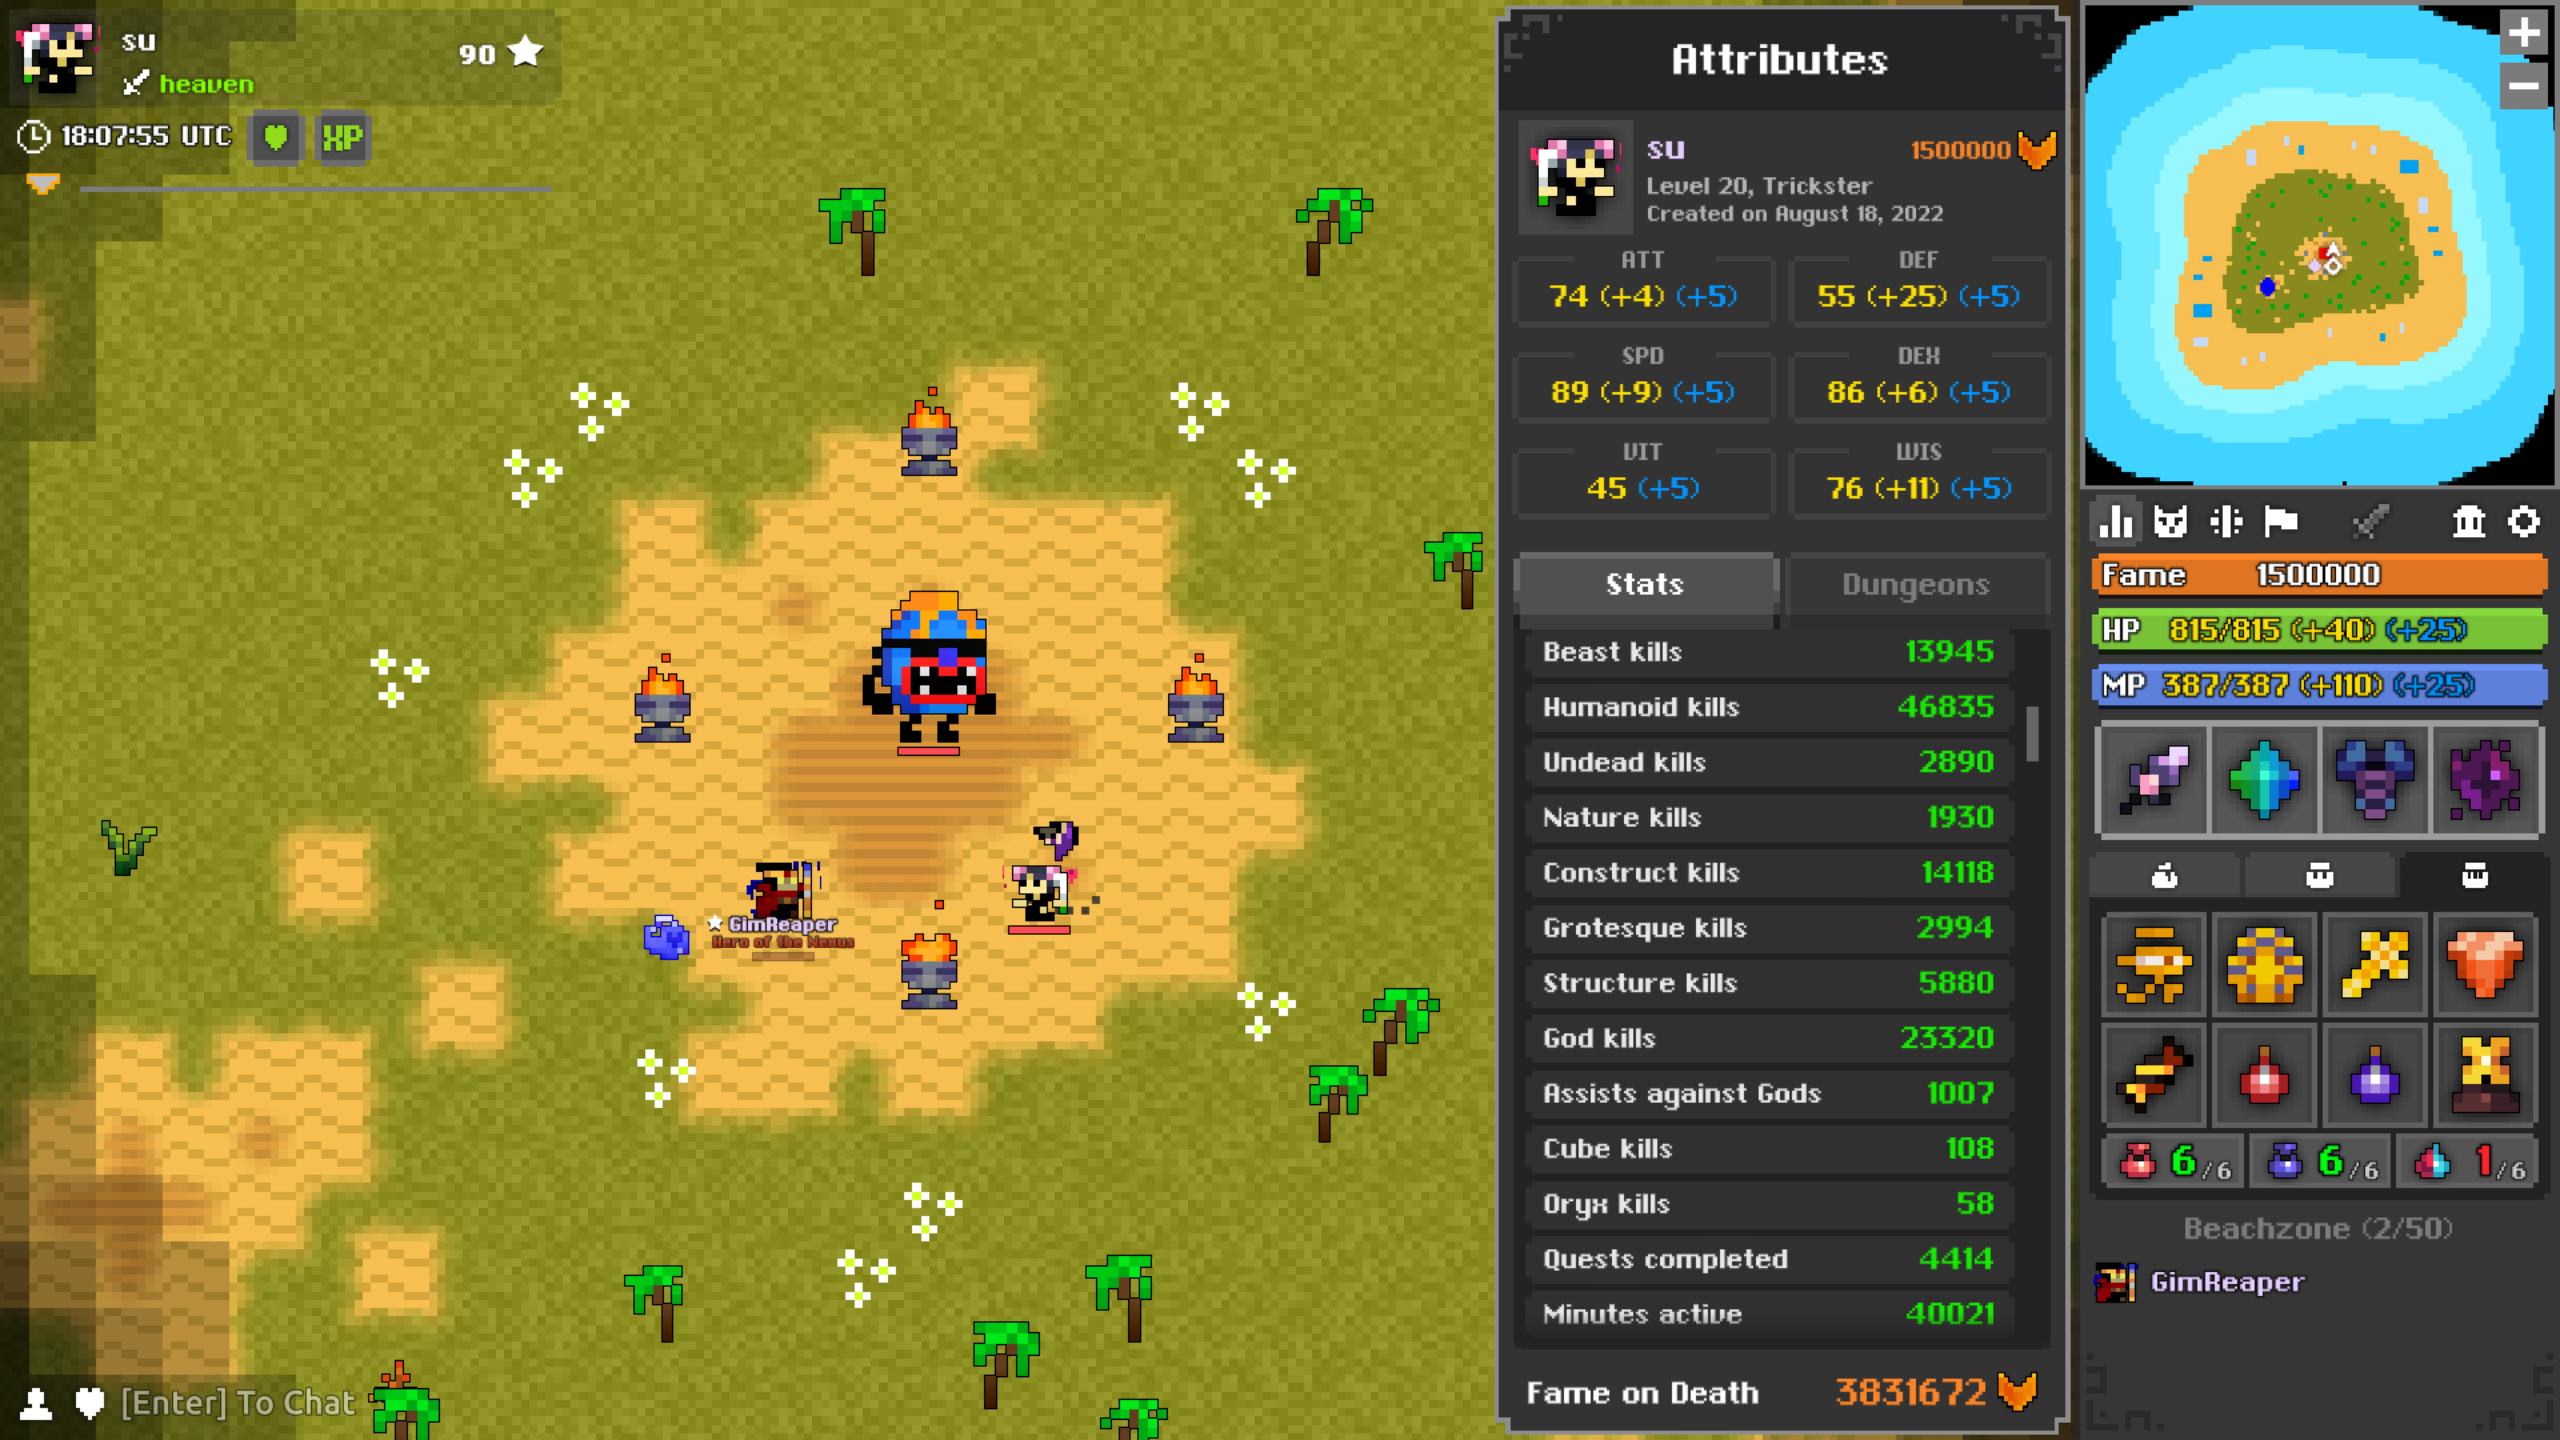 su
90
heaven
18:07:55 UTC
XP
GimReaper
Hero of the Nexus
[Enter] To Chat
Attributes
su
1500000
Level 20, Trickster
Created on August 18, 2022
ATT
DEF
74 (+4) (+5)
55 (+25) (+5)
SPD
DEX
89 (+9) (+5)
86 (+6) (+5)
VIT
WIS
45 (+5)
76 (+11) (+5)
Stats
Dungeons
Beast kills 13945
Humanoid kills 46835
Undead kills 2890
Nature kills 1930
Construct kills 14118
Grotesque kills 2994
Structure kills 5880
God kills 23320
Assists against Gods 1007
Cube kills 108
Oryx kills 58
Quests completed 4414
Minutes active 40021
Fame on Death 3831672
Fame 1500000
HP 815/815 (+40) (+25)
MP 387/387 (+110) (+25)
6/6
6/6
1/6
Beachzone (2/50)
GimReaper